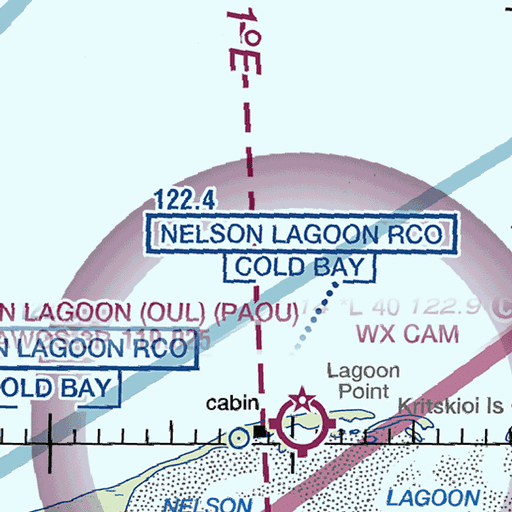 1°E
122.4
NELSON LAGOON RCO
COLD BAY
N LAGOON (OUL) (PAOU)
L 40 122.9 C
N LAGOON RCO
WX CAM
OLD BAY
Lagoon
Point
cabin
Kritskioi Is
NELSON
LAGOON